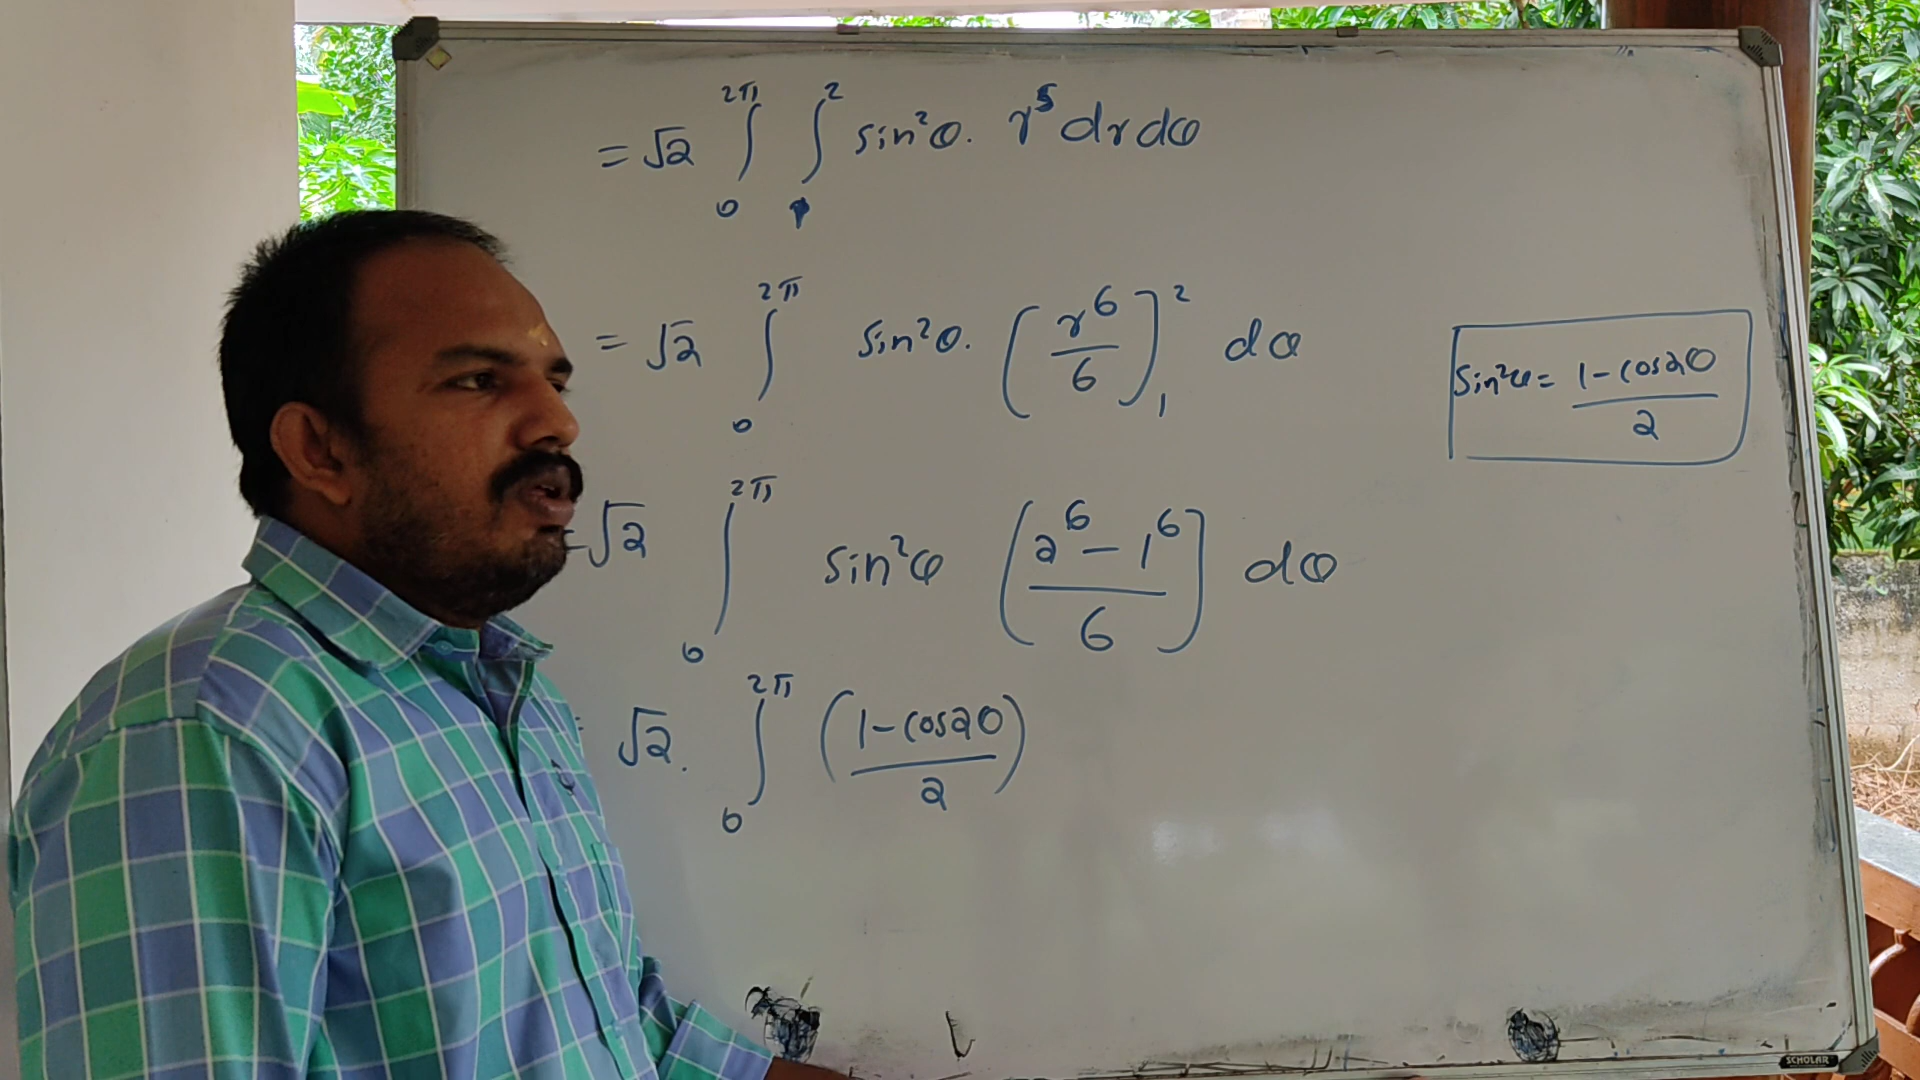 = √2 ∫₀^2π ∫₁^2 sin²θ. r⁵ dr dθ
= √2 ∫₀^2π sin²θ. (r⁶/6)₁² dθ
sin²θ = (1-cos2θ)/2
= √2 ∫₀^2π sin²θ [(2⁶ - 1⁶)/6] dθ
= √2. ∫₀^2π ((1-cos2θ)/2)
SCHOLAR